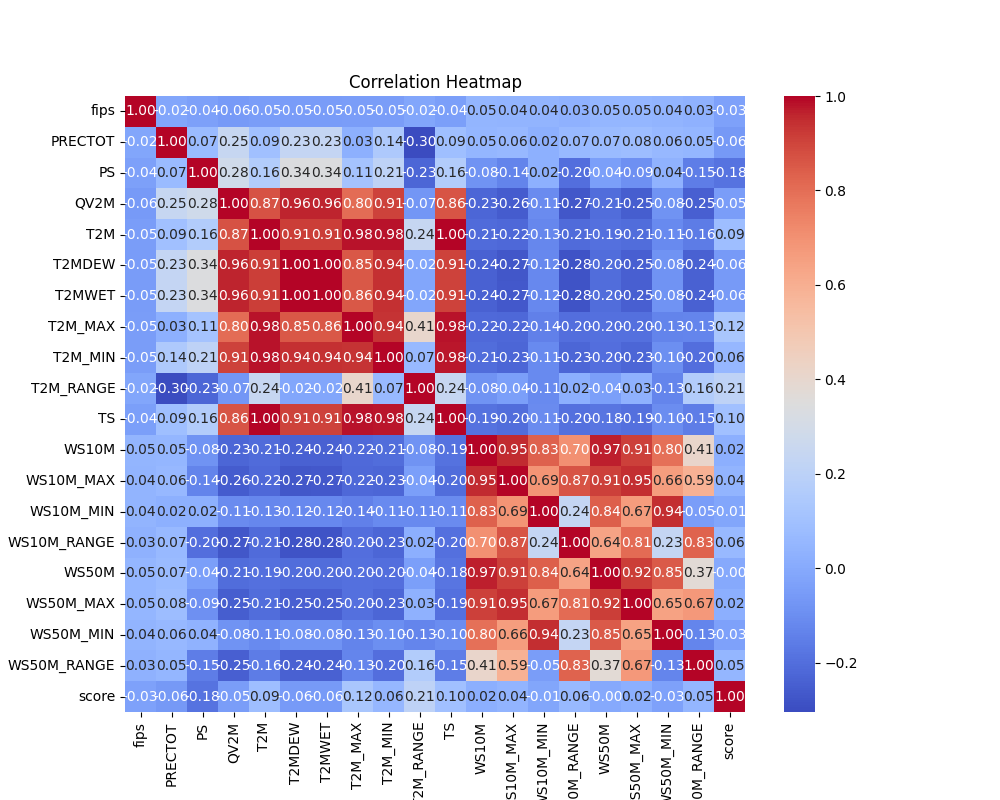 Correlation Heatmap
fips 1.00 -0.02 -0.04 -0.06 -0.05 -0.05 -0.05 -0.05 -0.05 -0.02 -0.04 0.05 0.04 0.04 0.03 0.05 0.05 0.04 0.03 -0.03
PRECTOT -0.02 1.00 0.07 0.25 0.09 0.23 0.23 0.03 0.14 -0.30 0.09 0.05 0.06 0.02 0.07 0.07 0.08 0.06 0.05 -0.06
PS -0.04 0.07 1.00 0.28 0.16 0.34 0.34 0.11 0.21 -0.23 0.16 -0.08 -0.14 0.02 -0.20 -0.04 -0.09 0.04 -0.15 -0.18
QV2M -0.06 0.25 0.28 1.00 0.87 0.96 0.96 0.80 0.91 -0.07 0.86 -0.23 -0.26 -0.11 -0.27 -0.21 -0.25 -0.08 -0.25 -0.05
T2M -0.05 0.09 0.16 0.87 1.00 0.91 0.91 0.98 0.98 0.24 1.00 -0.21 -0.22 -0.13 -0.21 -0.19 -0.21 -0.11 -0.16 0.09
T2MDEW -0.05 0.23 0.34 0.96 0.91 1.00 1.00 0.85 0.94 -0.02 0.91 -0.24 -0.27 -0.12 -0.28 -0.20 -0.25 -0.08 -0.24 -0.06
T2MWET -0.05 0.23 0.34 0.96 0.91 1.00 1.00 0.86 0.94 -0.02 0.91 -0.24 -0.27 -0.12 -0.28 -0.20 -0.25 -0.08 -0.24 -0.06
T2M_MAX -0.05 0.03 0.11 0.80 0.98 0.85 0.86 1.00 0.94 0.41 0.98 -0.22 -0.22 -0.14 -0.20 -0.20 -0.20 -0.13 -0.13 0.12
T2M_MIN -0.05 0.14 0.21 0.91 0.98 0.94 0.94 0.94 1.00 0.07 0.98 -0.21 -0.23 -0.11 -0.23 -0.20 -0.23 -0.10 -0.20 0.06
T2M_RANGE -0.02 -0.30 -0.23 -0.07 0.24 -0.02 -0.02 0.41 0.07 1.00 0.24 -0.08 -0.04 -0.11 0.02 -0.04 0.03 -0.13 0.16 0.21
TS -0.04 0.09 0.16 0.86 1.00 0.91 0.91 0.98 0.98 0.24 1.00 -0.19 -0.20 -0.11 -0.20 -0.18 -0.19 -0.10 -0.15 0.10
WS10M 0.05 0.05 -0.08 -0.23 -0.21 -0.24 -0.24 -0.22 -0.21 -0.08 -0.19 1.00 0.95 0.83 0.70 0.97 0.91 0.80 0.41 0.02
WS10M_MAX 0.04 0.06 -0.14 -0.26 -0.22 -0.27 -0.27 -0.22 -0.23 -0.04 -0.20 0.95 1.00 0.69 0.87 0.91 0.95 0.66 0.59 0.04
WS10M_MIN 0.04 0.02 0.02 -0.11 -0.13 -0.12 -0.12 -0.14 -0.11 -0.11 -0.11 0.83 0.69 1.00 0.24 0.84 0.67 0.94 -0.05 -0.01
WS10M_RANGE 0.03 0.07 -0.20 -0.27 -0.21 -0.28 -0.28 -0.20 -0.23 0.02 -0.20 0.70 0.87 0.24 1.00 0.64 0.81 0.23 0.83 0.06
WS50M 0.05 0.07 -0.04 -0.21 -0.19 -0.20 -0.20 -0.20 -0.20 -0.04 -0.18 0.97 0.91 0.84 0.64 1.00 0.92 0.85 0.37 -0.00
WS50M_MAX 0.05 0.08 -0.09 -0.25 -0.21 -0.25 -0.25 -0.20 -0.23 0.03 -0.19 0.91 0.95 0.67 0.81 0.92 1.00 0.65 0.67 0.02
WS50M_MIN 0.04 0.06 0.04 -0.08 -0.11 -0.08 -0.08 -0.13 -0.10 -0.13 -0.10 0.80 0.66 0.94 0.23 0.85 0.65 1.00 -0.13 -0.03
WS50M_RANGE 0.03 0.05 -0.15 -0.25 -0.16 -0.24 -0.24 -0.13 -0.20 0.16 -0.15 0.41 0.59 -0.05 0.83 0.37 0.67 -0.13 1.00 0.05
score -0.03 -0.06 -0.18 -0.05 0.09 -0.06 -0.06 0.12 0.06 0.21 0.10 0.02 0.04 -0.01 0.06 -0.00 0.02 -0.03 0.05 1.00
fips
PRECTOT
PS
QV2M
T2M
T2MDEW
T2MWET
T2M_MAX
T2M_MIN
2M_RANGE
TS
WS10M
S10M_MAX
WS10M_MIN
0M_RANGE
WS50M
S50M_MAX
WS50M_MIN
0M_RANGE
score
1.0
0.8
0.6
0.4
0.2
0.0
−0.2